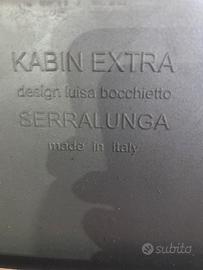 KABIN EXTRA
design luisa bocchietto
SERRALUNGA
made in Italy
subito